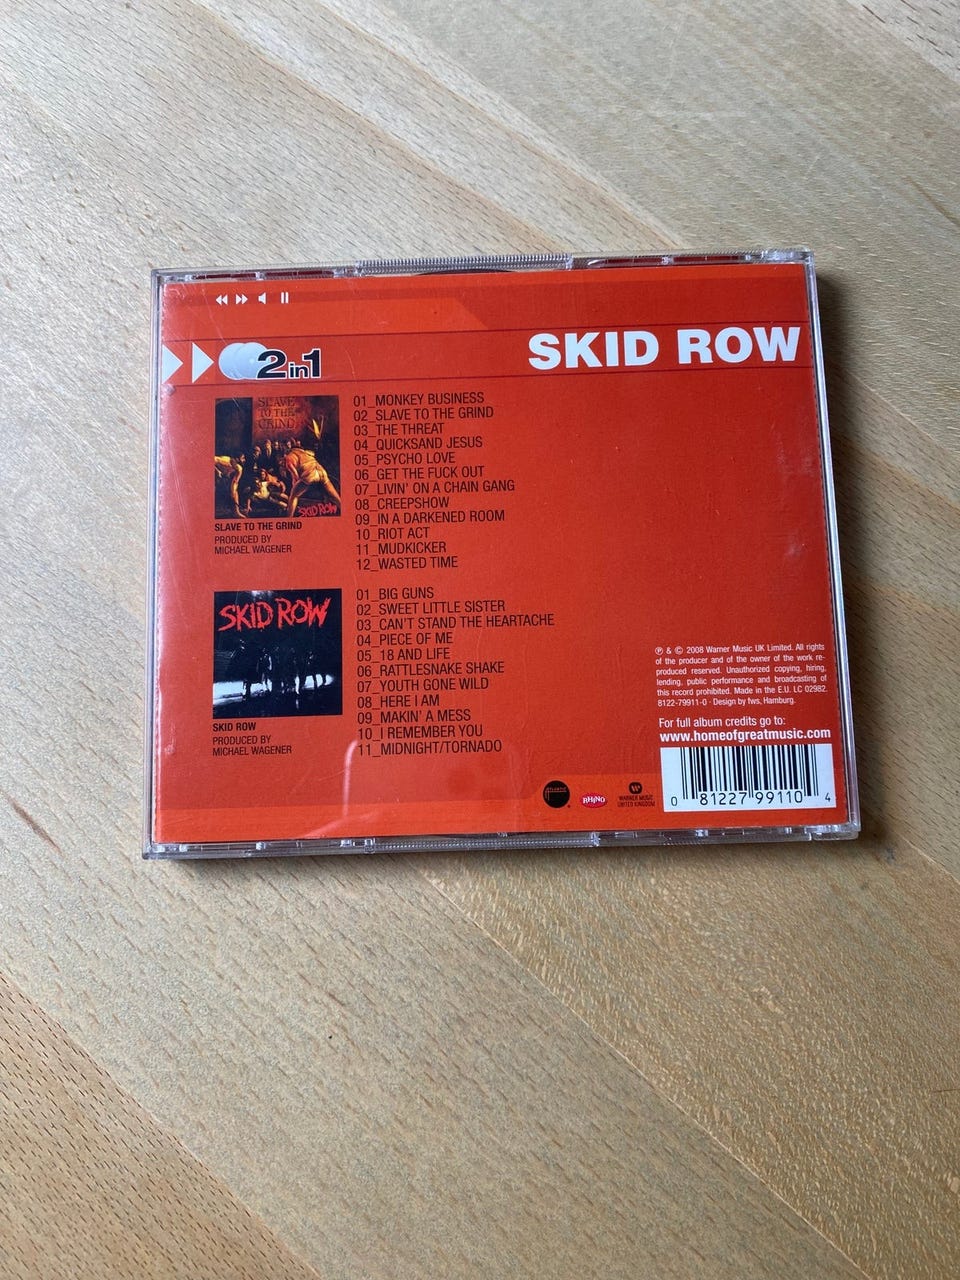 SKID ROW
2in1
SLAVE
TO THE
GRIND
SKID ROW
SLAVE TO THE GRIND
PRODUCED BY
MICHAEL WAGENER
01_MONKEY BUSINESS
02_SLAVE TO THE GRIND
03_THE THREAT
04_QUICKSAND JESUS
05_PSYCHO LOVE
06_GET THE FUCK OUT
07_LIVIN' ON A CHAIN GANG
08_CREEPSHOW
09_IN A DARKENED ROOM
10_RIOT ACT
11_MUDKICKER
12_WASTED TIME
SKID ROW
SKID ROW
PRODUCED BY
MICHAEL WAGENER
01_BIG GUNS
02_SWEET LITTLE SISTER
03_CAN'T STAND THE HEARTACHE
04_PIECE OF ME
05_18 AND LIFE
06_RATTLESNAKE SHAKE
07_YOUTH GONE WILD
08_HERE I AM
09_MAKIN' A MESS
10_I REMEMBER YOU
11_MIDNIGHT/TORNADO
℗ & © 2008 Warner Music UK Limited. All rights
of the producer and of the owner of the work re-
produced reserved. Unauthorized copying, hiring,
lending, public performance and broadcasting of
this record prohibited. Made in the E.U. LC 02982.
8122-79911-0 · Design by fws, Hamburg.
For full album credits go to:
www.homeofgreatmusic.com
RHINO
WARNER MUSIC
UNITED KINGDOM
0 81227 99110 4